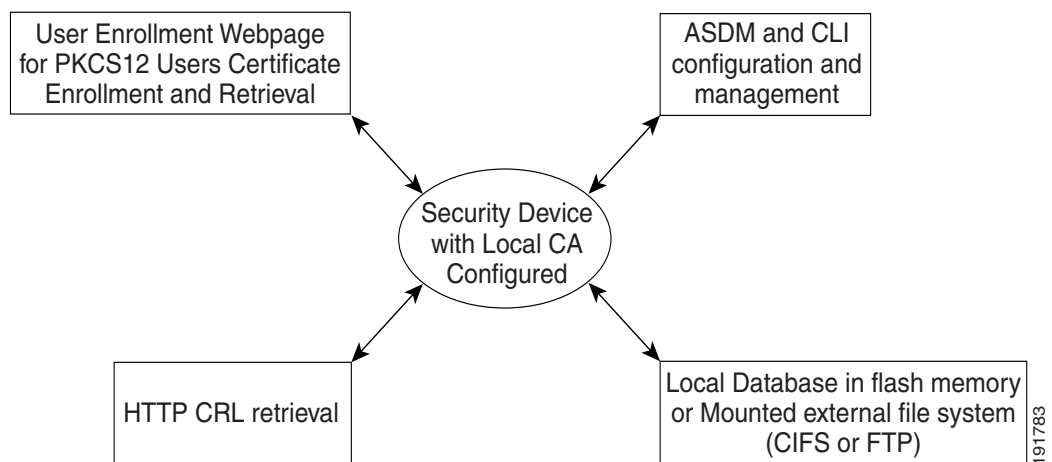 User Enrollment Webpage
for PKCS12 Users Certificate
Enrollment and Retrieval
ASDM and CLI
configuration and
management
Security Device
with Local CA
Configured
HTTP CRL retrieval
Local Database in flash memory
or Mounted external file system
(CIFS or FTP)
191783